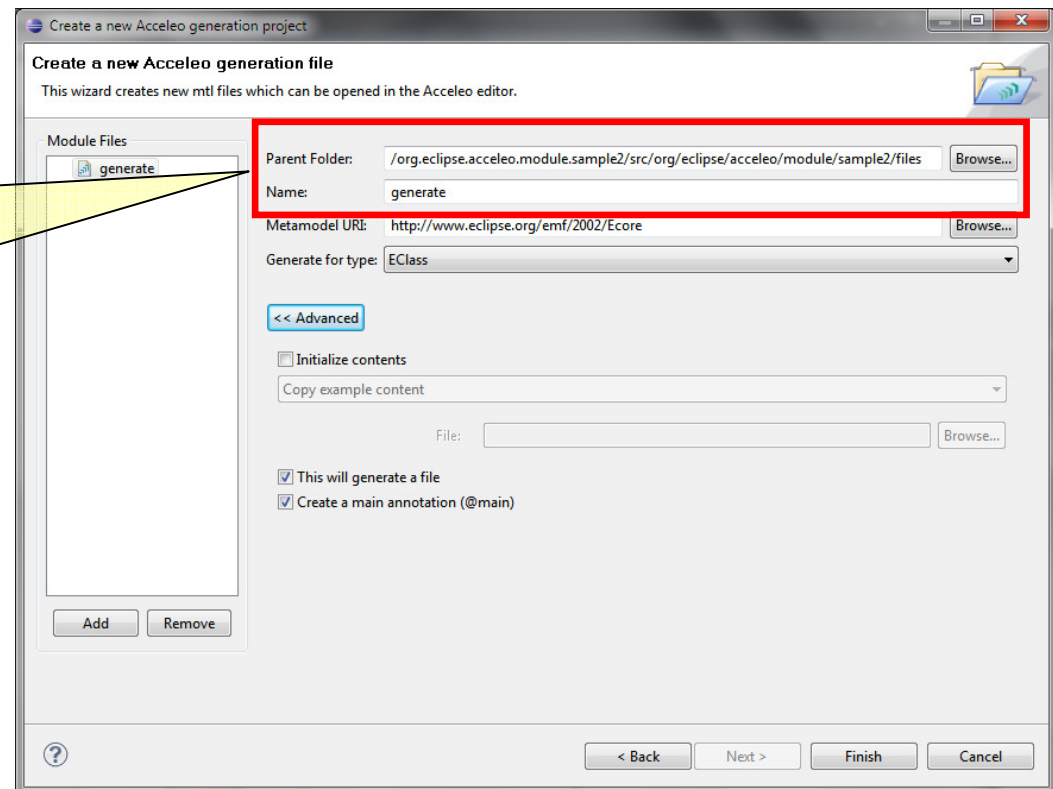 Create a new Acceleo generation project
Create a new Acceleo generation file
This wizard creates new mtl files which can be opened in the Acceleo editor.
Module Files
generate
Parent Folder: /org.eclipse.acceleo.module.sample2/src/org/eclipse/acceleo/module/sample2/files Browse...
Name: generate
Metamodel URI: http://www.eclipse.org/emf/2002/Ecore Browse...
Generate for type: EClass
<< Advanced
Initialize contents
Copy example content
File: Browse...
This will generate a file
Create a main annotation (@main)
Add Remove
? < Back Next > Finish Cancel